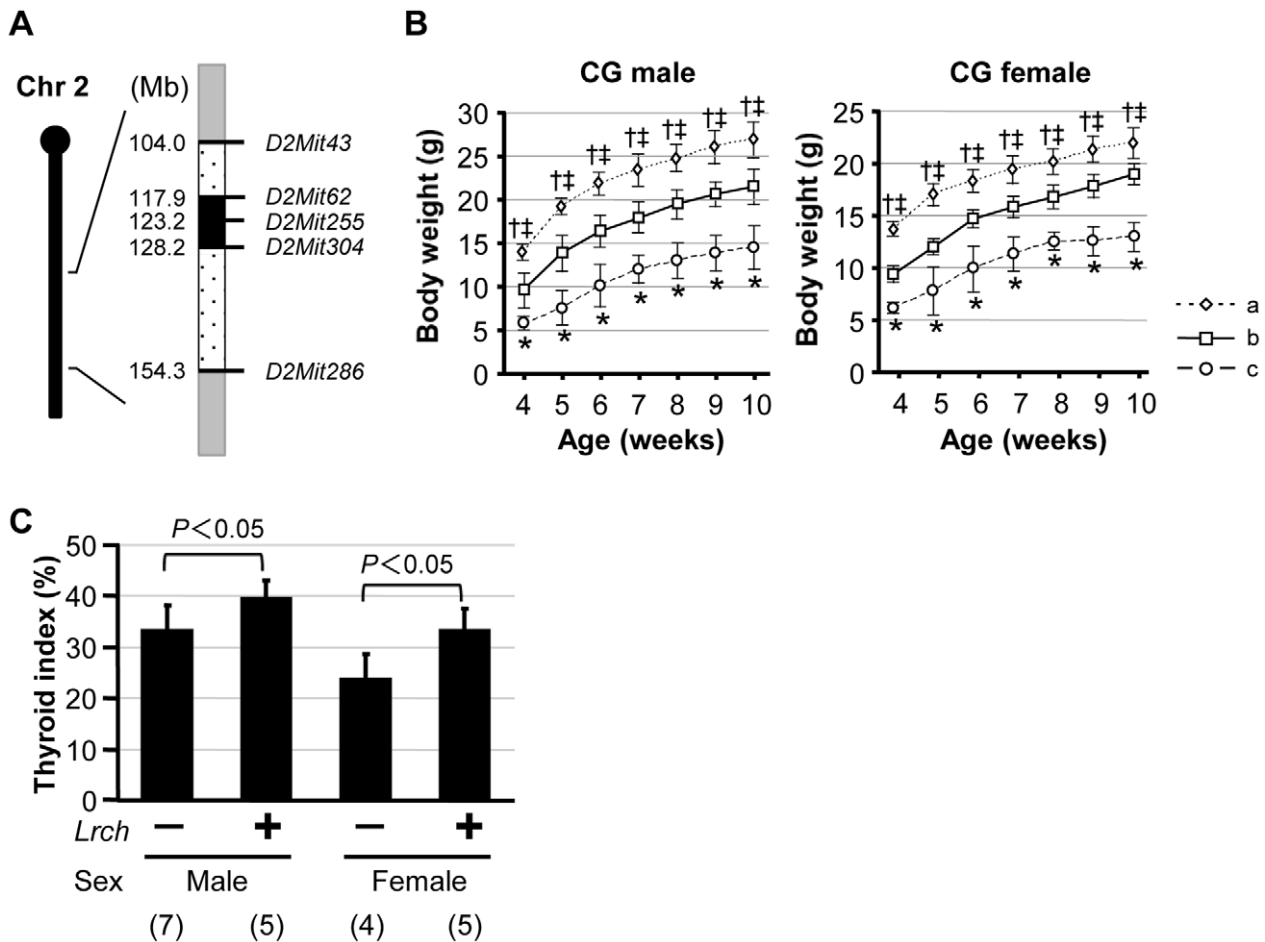 A
Chr 2
(Mb)
104.0 D2Mit43
117.9 D2Mit62
123.2 D2Mit255
128.2 D2Mit304
154.3 D2Mit286
B
CG male
Body weight (g)
30
25
20
15
10
5
0
†‡ †‡ †‡ †‡ †‡ †‡ †‡
* * * * * * *
4 5 6 7 8 9 10
Age (weeks)
CG female
Body weight (g)
25
20
15
10
5
0
†‡ †‡ †‡ †‡ †‡ †‡ †‡
* * * * * * *
4 5 6 7 8 9 10
Age (weeks)
a
b
c
C
Thyroid index (%)
50
40
30
20
10
0
P<0.05
P<0.05
Lrch − + − +
Sex Male Female
(7) (5) (4) (5)